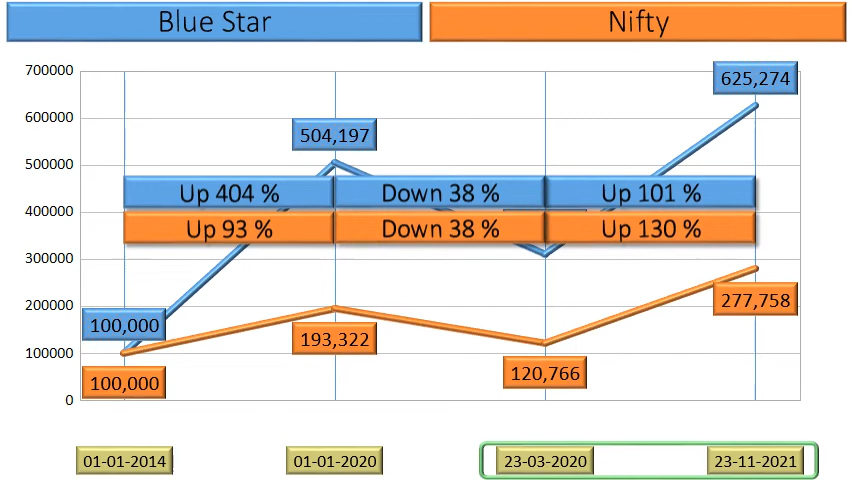 Blue Star
Nifty
700000
625,274
600000
504,197
500000
Up 404 %
Down 38 %
Up 101 %
400000
Up 93 %
Down 38 %
Up 130 %
300000
277,758
200000
100,000
193,322
120,766
100000
100,000
0
01-01-2014
01-01-2020
23-03-2020
23-11-2021